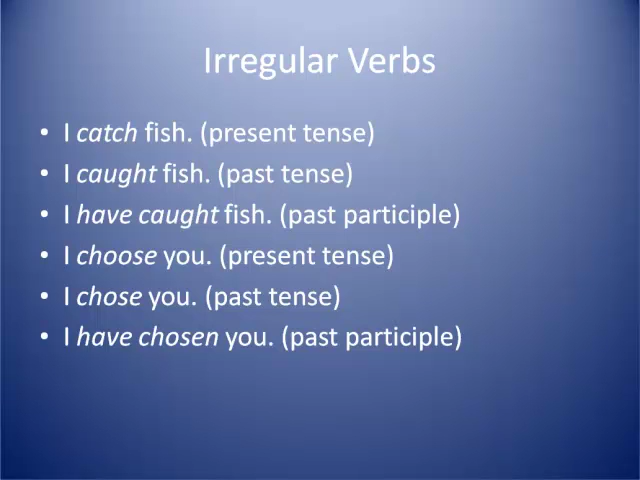 Irregular Verbs
• I catch fish. (present tense)
• I caught fish. (past tense)
• I have caught fish. (past participle)
• I choose you. (present tense)
• I chose you. (past tense)
• I have chosen you. (past participle)